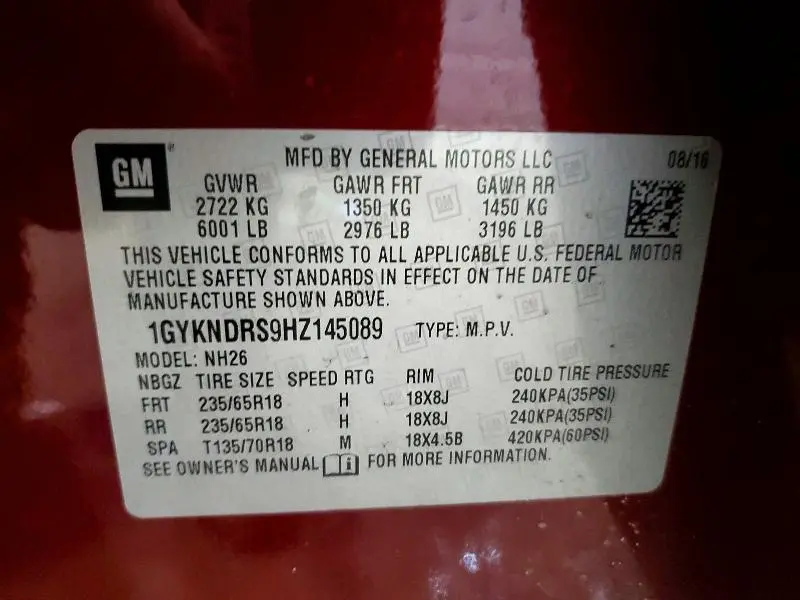 GM
MFD BY GENERAL MOTORS LLC 08/16
GVWR GAWR FRT GAWR RR
2722 KG 1350 KG 1450 KG
6001 LB 2976 LB 3196 LB
THIS VEHICLE CONFORMS TO ALL APPLICABLE U.S. FEDERAL MOTOR
VEHICLE SAFETY STANDARDS IN EFFECT ON THE DATE OF
MANUFACTURE SHOWN ABOVE.
1GYKNDRS9HZ145089 TYPE: M.P.V.
MODEL: NH26
NBGZ TIRE SIZE SPEED RTG RIM COLD TIRE PRESSURE
FRT 235/65R18 H 18X8J 240KPA(35PSI)
RR 235/65R18 H 18X8J 240KPA(35PSI)
SPA T135/70R18 M 18X4.5B 420KPA(60PSI)
SEE OWNER'S MANUAL FOR MORE INFORMATION.